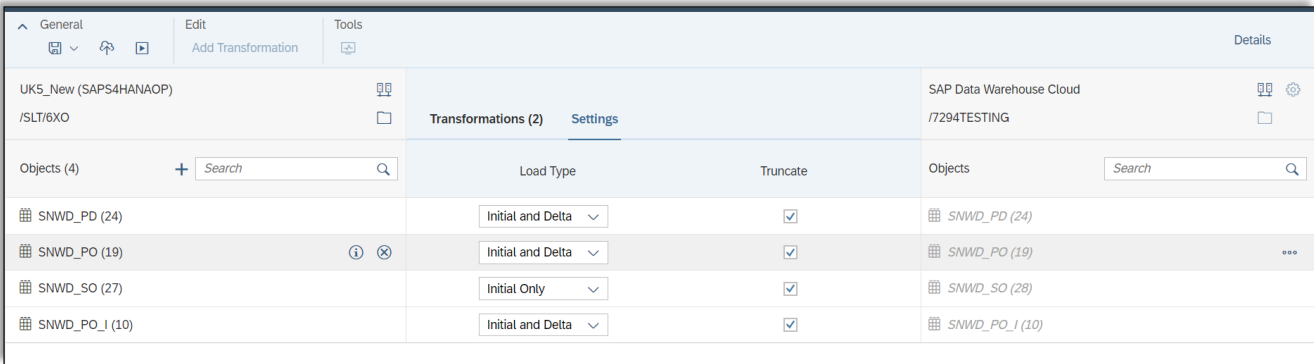 General Edit Tools
Add Transformation Details
UK5_New (SAPS4HANAOP) SAP Data Warehouse Cloud
/SLT/6XO Transformations (2) Settings /7294TESTING
Objects (4) Search Load Type Truncate Objects Search
SNWD_PD (24) Initial and Delta SNWD_PD (24)
SNWD_PO (19) Initial and Delta SNWD_PO (19)
SNWD_SO (27) Initial Only SNWD_SO (28)
SNWD_PO_I (10) Initial and Delta SNWD_PO_I (10)